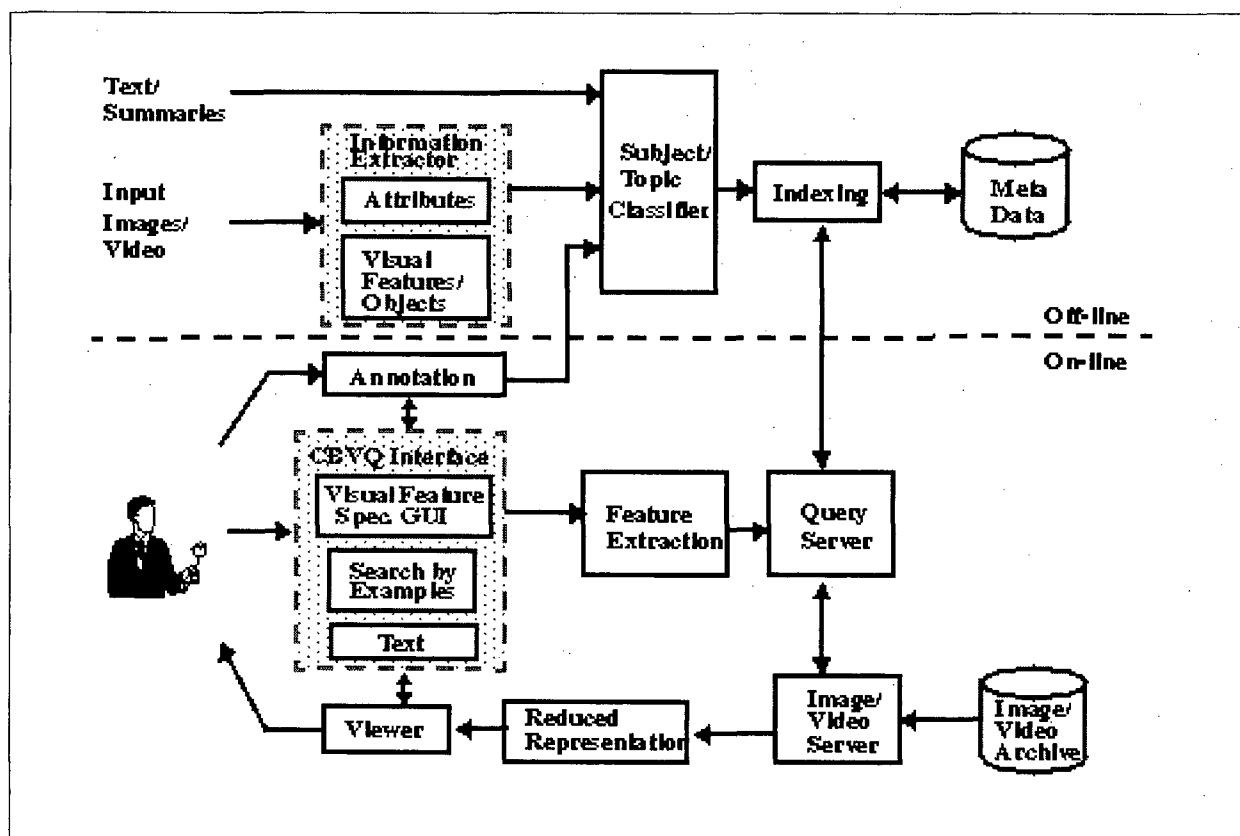 Text/
Summaries
Information
Extractor
Attributes
Visual
Features/
Objects
Input
Images/
Video
Subject/
Topic
Classifier
Indexing
Meta
Data
Off-line
On-line
Annotation
CBVQ Interface
Visual Feature
Spec. GUI
Search by
Examples
Text
Feature
Extraction
Query
Server
Viewer
Reduced
Representation
Image/
Video
Server
Image/
Video
Archive